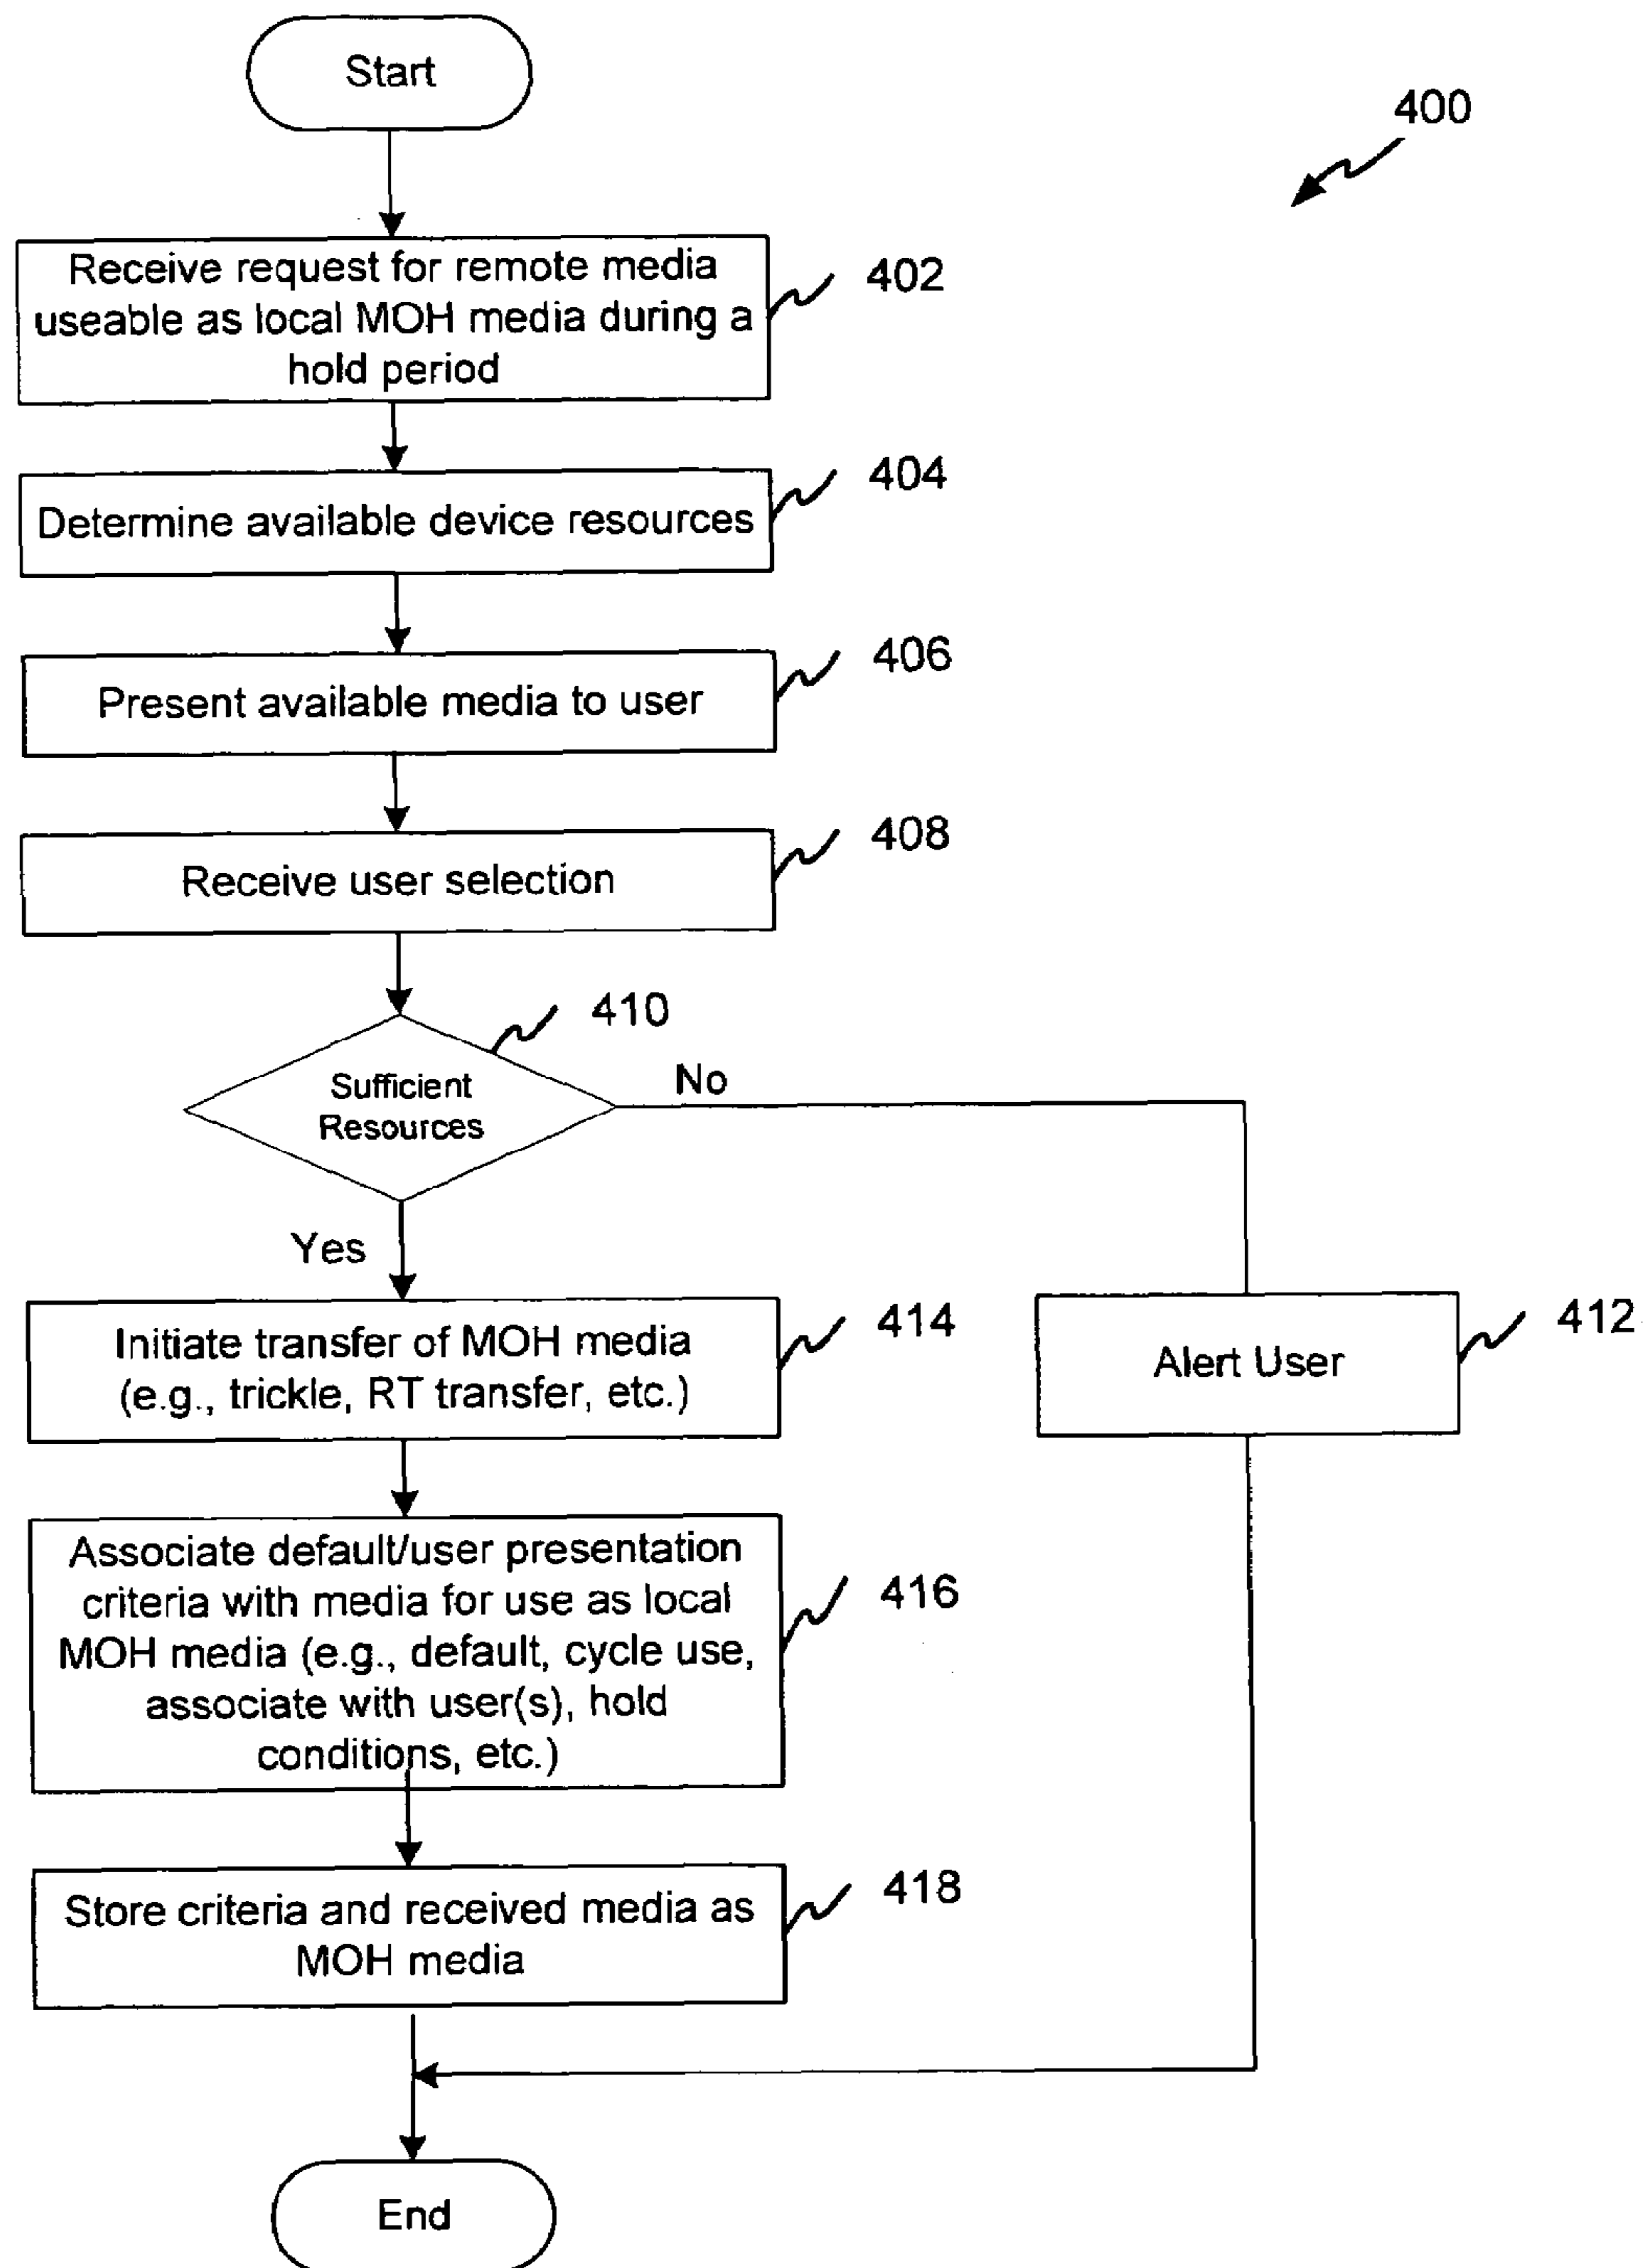 Start
400
Receive request for remote media
useable as local MOH media during a
hold period
402
Determine available device resources
404
Present available media to user
406
Receive user selection
408
410
Sufficient
Resources
No
Yes
Initiate transfer of MOH media
(e.g., trickle, RT transfer, etc.)
414
Alert User
412
Associate default/user presentation
criteria with media for use as local
MOH media (e.g., default, cycle use,
associate with user(s), hold
conditions, etc.)
416
Store criteria and received media as
MOH media
418
End